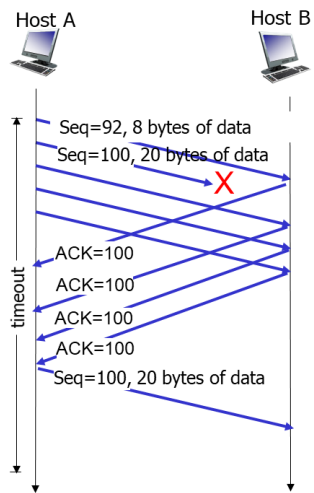 Host A
Host B
Seq=92, 8 bytes of data
Seq=100, 20 bytes of data
X
ACK=100
ACK=100
ACK=100
ACK=100
timeout
Seq=100, 20 bytes of data